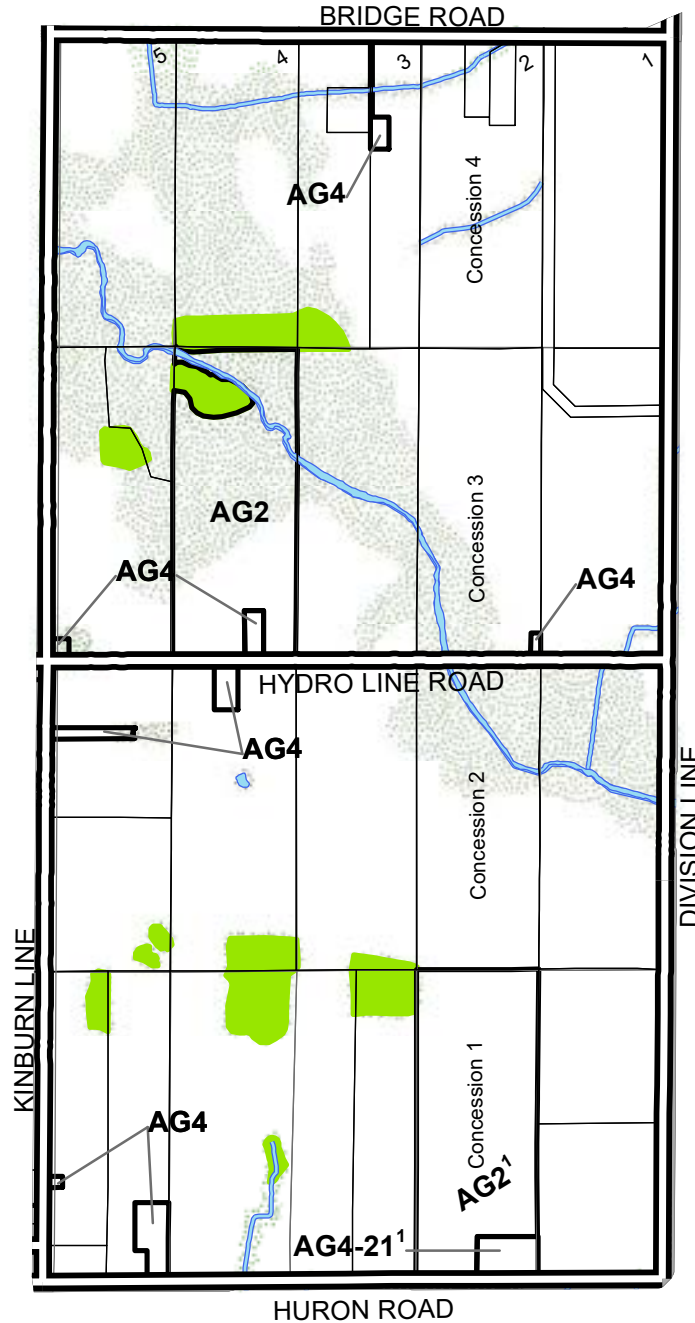 BRIDGE ROAD
5
4
3
2
1
AG4
Concession 4
AG2
Concession 3
AG4
AG4
HYDRO LINE ROAD
AG4
Concession 2
DIVISION LINE
KINBURN LINE
Concession 1
AG4
AG2¹
AG4-21¹
HURON ROAD